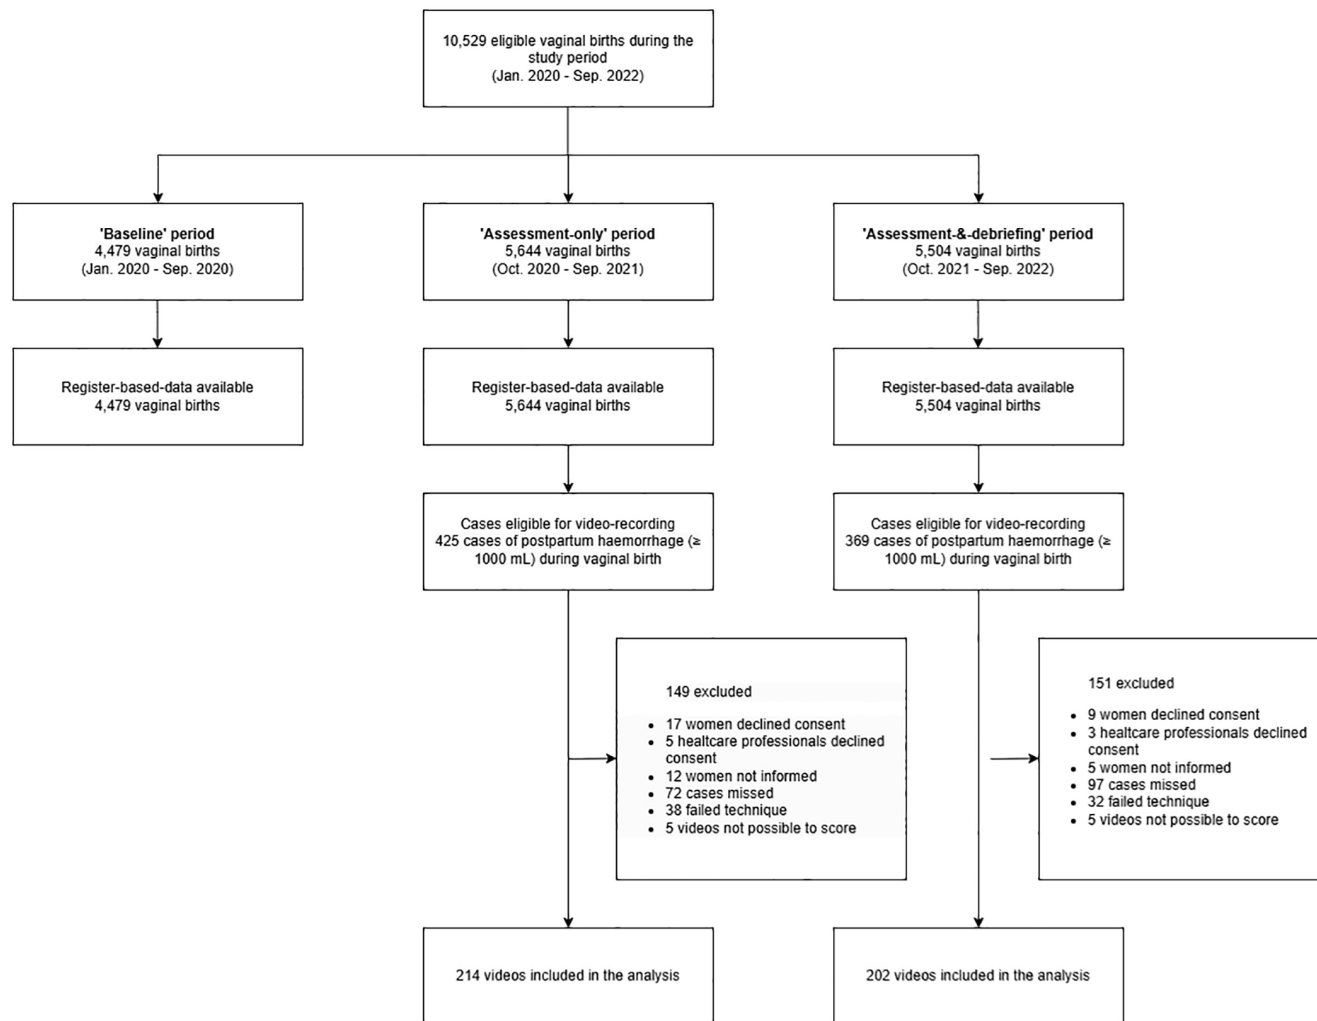 10,529 eligible vaginal births during the
study period
(Jan. 2020 - Sep. 2022)
'Baseline' period
4,479 vaginal births
(Jan. 2020 - Sep. 2020)
'Assessment-only' period
5,644 vaginal births
(Oct. 2020 - Sep. 2021)
'Assessment-&-debriefing' period
5,504 vaginal births
(Oct. 2021 - Sep. 2022)
Register-based-data available
4,479 vaginal births
Register-based-data available
5,644 vaginal births
Register-based-data available
5,504 vaginal births
Cases eligible for video-recording
425 cases of postpartum haemorrhage (≥
1000 mL) during vaginal birth
Cases eligible for video-recording
369 cases of postpartum haemorrhage (≥
1000 mL) during vaginal birth
149 excluded
• 17 women declined consent
• 5 healtcare professionals declined
consent
• 12 women not informed
• 72 cases missed
• 38 failed technique
• 5 videos not possible to score
151 excluded
• 9 women declined consent
• 3 healtcare professionals declined
consent
• 5 women not informed
• 97 cases missed
• 32 failed technique
• 5 videos not possible to score
214 videos included in the analysis
202 videos included in the analysis